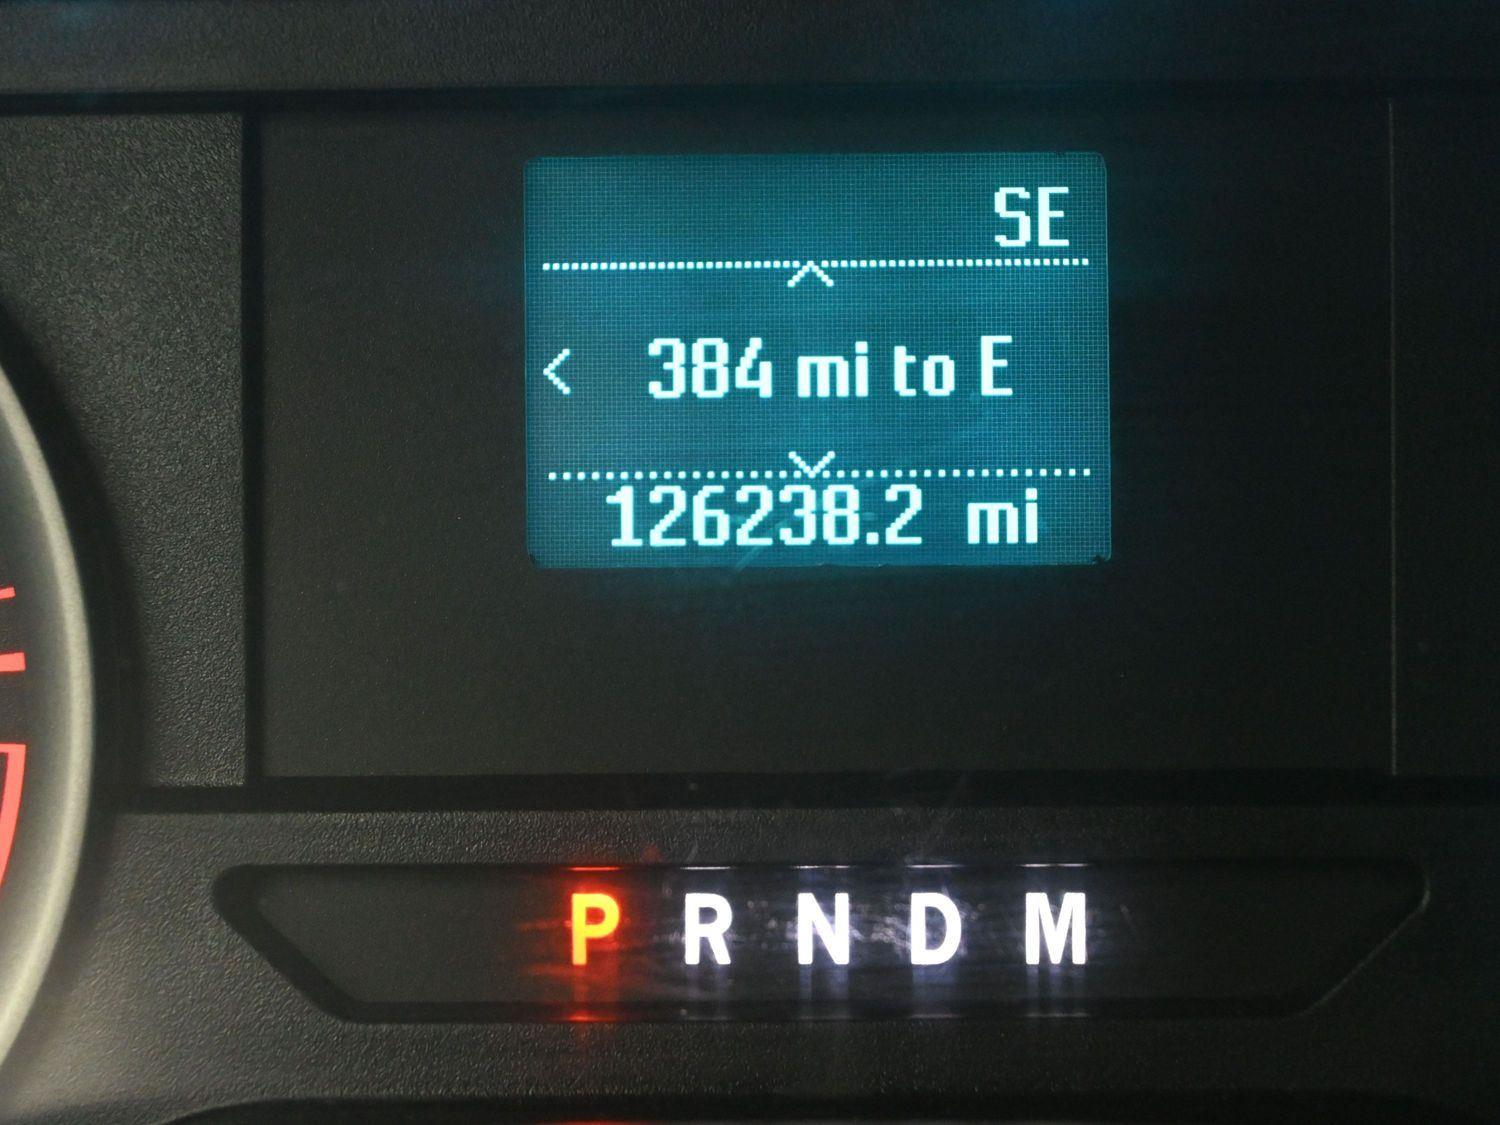 SE
384 mi to E
126238.2 mi
P R N D M